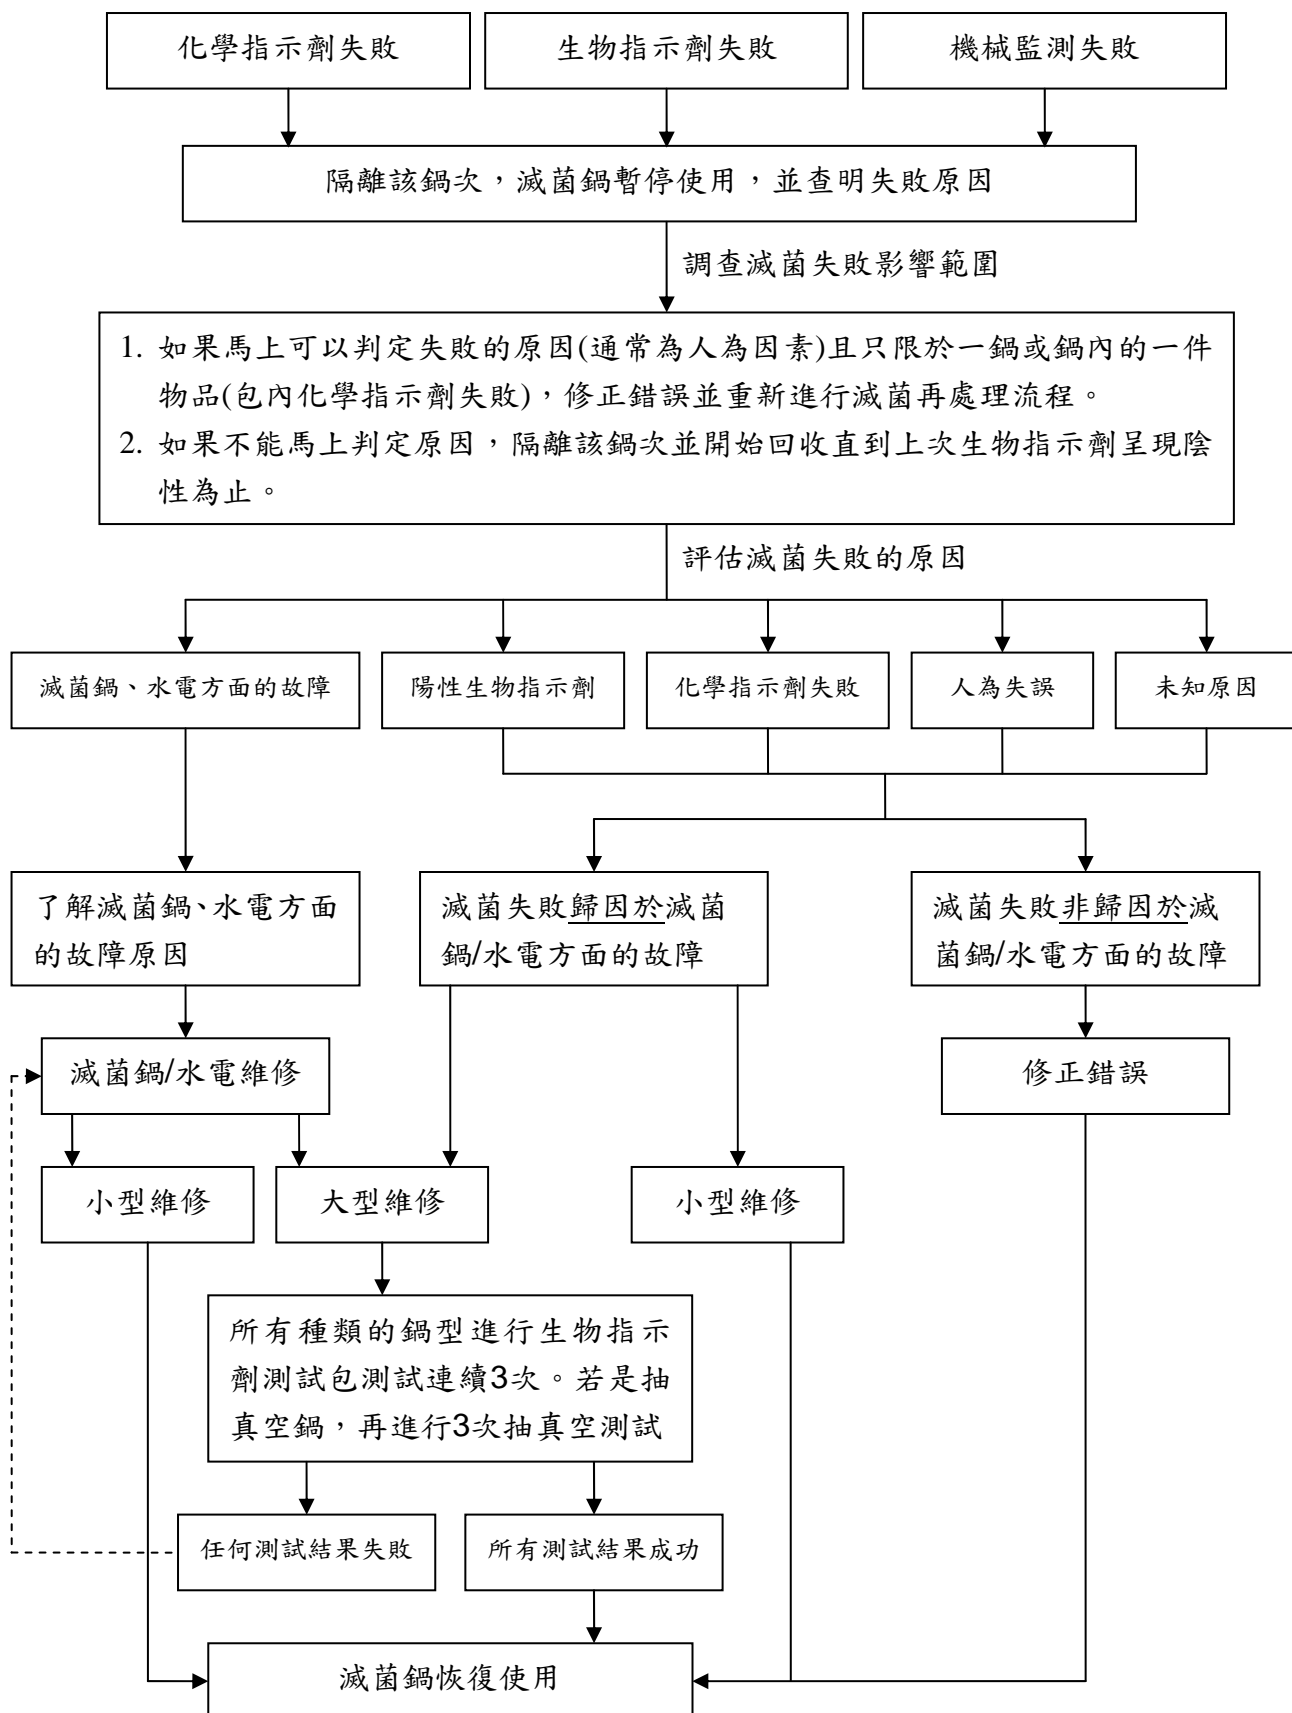 化學指示劑失敗
生物指示劑失敗
機械監測失敗
隔離該鍋次，滅菌鍋暫停使用，並查明失敗原因
調查滅菌失敗影響範圍
1. 如果馬上可以判定失敗的原因(通常為人為因素)且只限於一鍋或鍋內的一件
物品(包內化學指示劑失敗)，修正錯誤並重新進行滅菌再處理流程。
2. 如果不能馬上判定原因，隔離該鍋次並開始回收直到上次生物指示劑呈現陰
性為止。
評估滅菌失敗的原因
滅菌鍋、水電方面的故障
陽性生物指示劑
化學指示劑失敗
人為失誤
未知原因
了解滅菌鍋、水電方面
的故障原因
滅菌失敗歸因於滅菌
鍋/水電方面的故障
滅菌失敗非歸因於滅
菌鍋/水電方面的故障
滅菌鍋/水電維修
修正錯誤
小型維修
大型維修
小型維修
所有種類的鍋型進行生物指示
劑測試包測試連續3次。若是抽
真空鍋，再進行3次抽真空測試
任何測試結果失敗
所有測試結果成功
滅菌鍋恢復使用